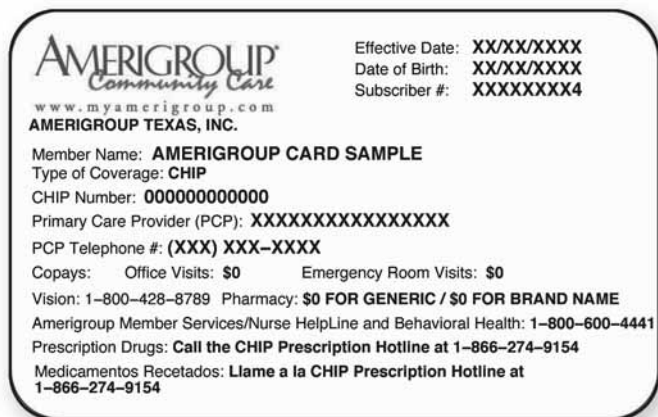 AMERIGROUP®
Community Care
www.myamerigroup.com
AMERIGROUP TEXAS, INC.
Effective Date: XX/XX/XXXX
Date of Birth: XX/XX/XXXX
Subscriber #: XXXXXXXX4
Member Name: AMERIGROUP CARD SAMPLE
Type of Coverage: CHIP
CHIP Number: 000000000000
Primary Care Provider (PCP): XXXXXXXXXXXXXXXX
PCP Telephone #: (XXX) XXX–XXXX
Copays: Office Visits: $0 Emergency Room Visits: $0
Vision: 1–800–428–8789 Pharmacy: $0 FOR GENERIC / $0 FOR BRAND NAME
Amerigroup Member Services/Nurse HelpLine and Behavioral Health: 1–800–600–4441
Prescription Drugs: Call the CHIP Prescription Hotline at 1–866–274–9154
Medicamentos Recetados: Llame a la CHIP Prescription Hotline at
1–866–274–9154